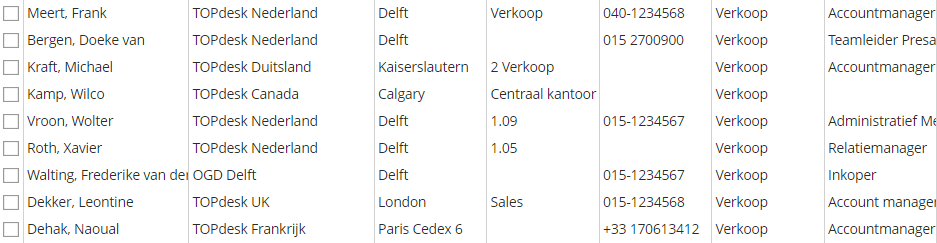 Meert, Frank TOPdesk Nederland Delft Verkoop 040-1234568 Verkoop Accountmanager
Bergen, Doeke van TOPdesk Nederland Delft 015 2700900 Verkoop Teamleider Presa
Kraft, Michael TOPdesk Duitsland Kaiserslautern 2 Verkoop Verkoop Accountmanager
Kamp, Wilco TOPdesk Canada Calgary Centraal kantoor Verkoop
Vroon, Wolter TOPdesk Nederland Delft 1.09 015-1234567 Verkoop Administratief Me
Roth, Xavier TOPdesk Nederland Delft 1.05 Verkoop Relatiemanager
Walting, Frederike van der OGD Delft Delft 015-1234567 Verkoop Inkoper
Dekker, Leontine TOPdesk UK London Sales 015-1234568 Verkoop Account manager
Dehak, Naoual TOPdesk Frankrijk Paris Cedex 6 +33 170613412 Verkoop Accountmanager